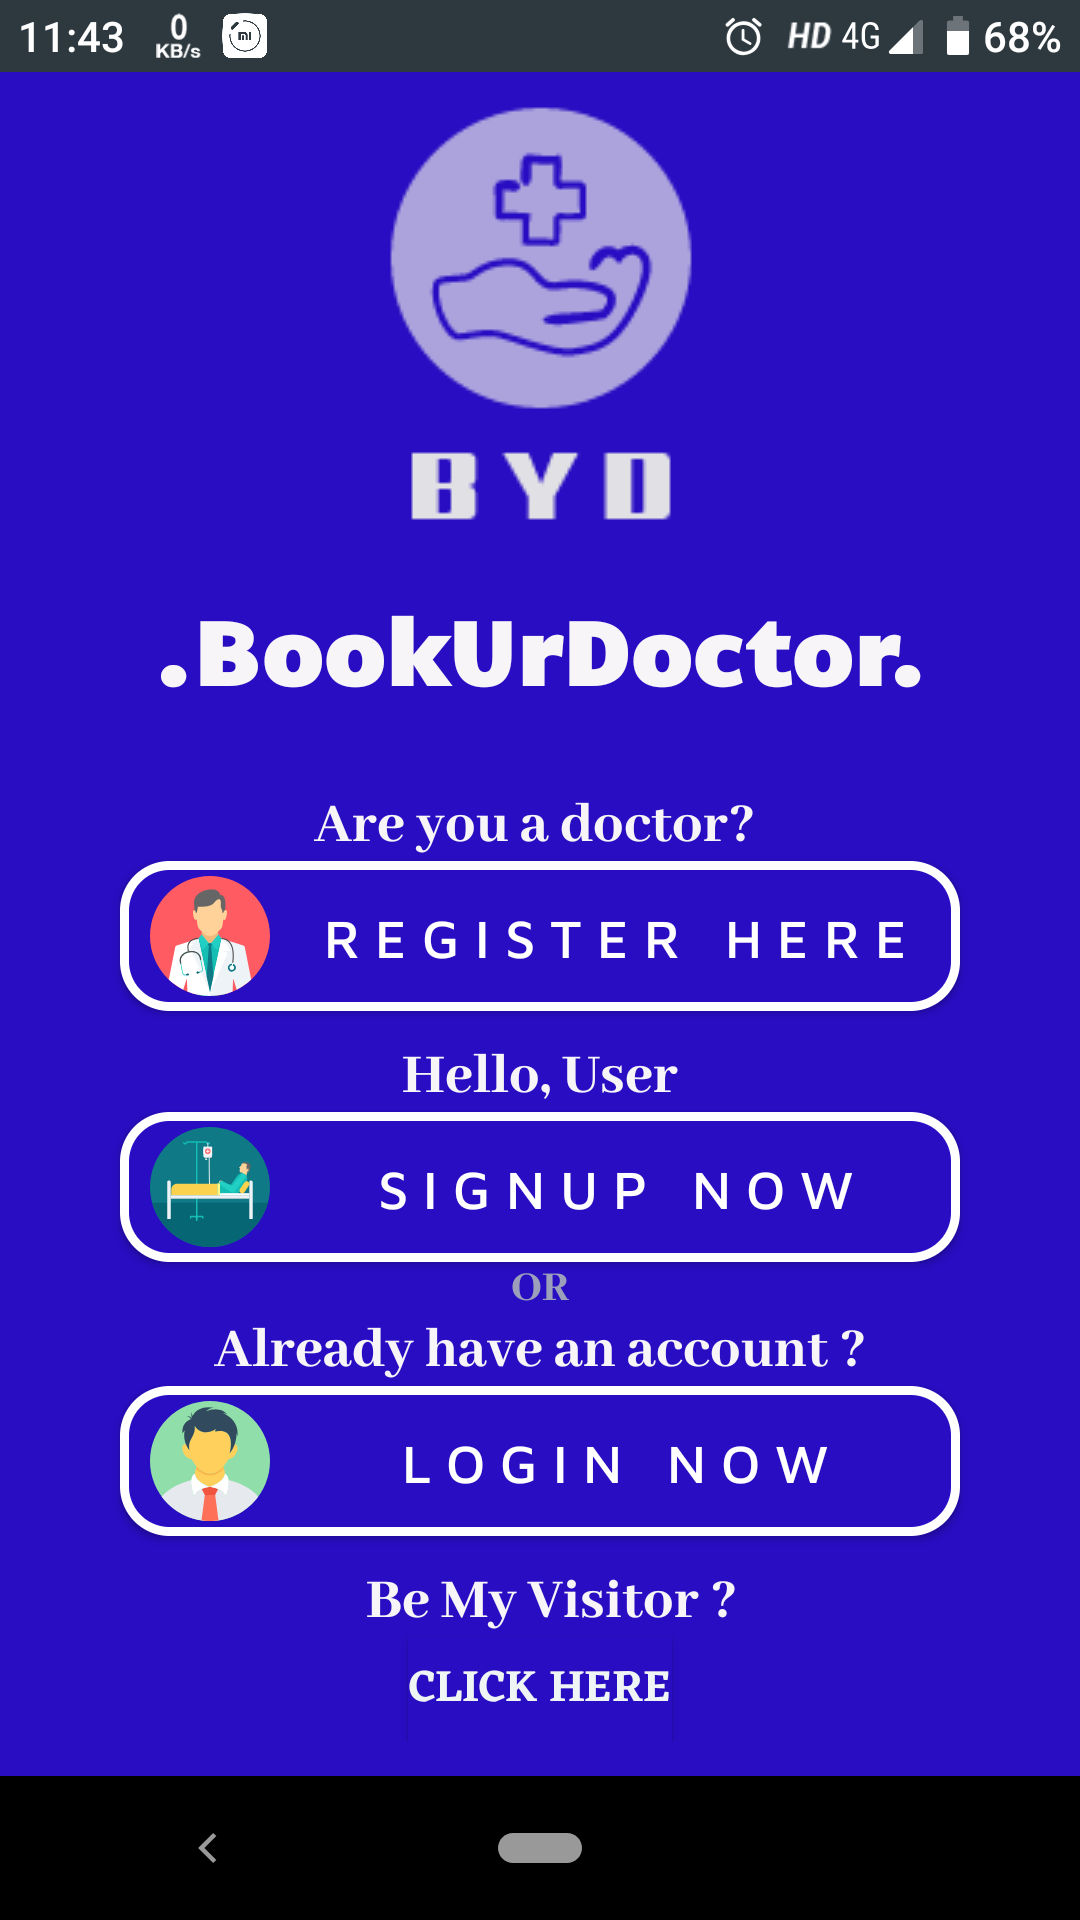 11:43 0 KB/s mi HD 4G 68%
BYD
.BookUrDoctor.
Are you a doctor?
REGISTER HERE
Hello, User
SIGNUP NOW
OR
Already have an account ?
LOGIN NOW
Be My Visitor ?
CLICK HERE